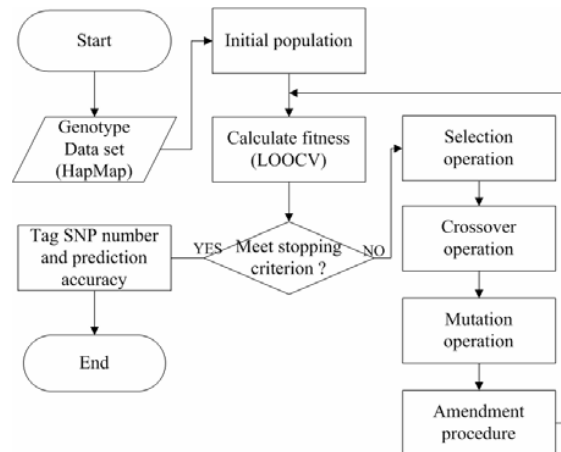 Start
Genotype
Data set
(HapMap)
Initial population
Calculate fitness
(LOOCV)
Meet stopping
criterion ?
YES
NO
Tag SNP number
and prediction
accuracy
End
Selection
operation
Crossover
operation
Mutation
operation
Amendment
procedure